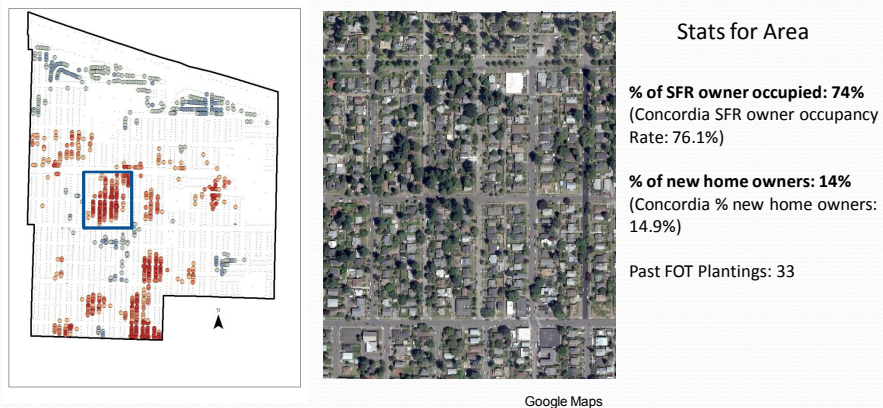 Stats for Area
% of SFR owner occupied: 74%
(Concordia SFR owner occupancy
Rate: 76.1%)
% of new home owners: 14%
(Concordia % new home owners:
14.9%)
Past FOT Plantings: 33
N
Google Maps